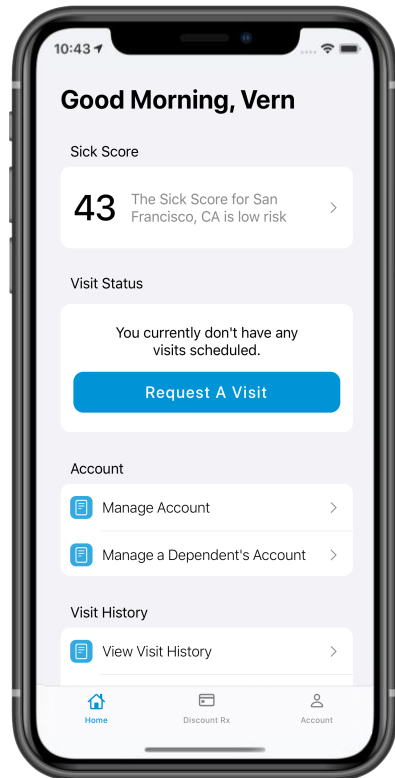 10:43
Good Morning, Vern
Sick Score
43
The Sick Score for San
Francisco, CA is low risk
Visit Status
You currently don't have any
visits scheduled.
Request A Visit
Account
Manage Account
Manage a Dependent's Account
Visit History
View Visit History
Home
Discount Rx
Account